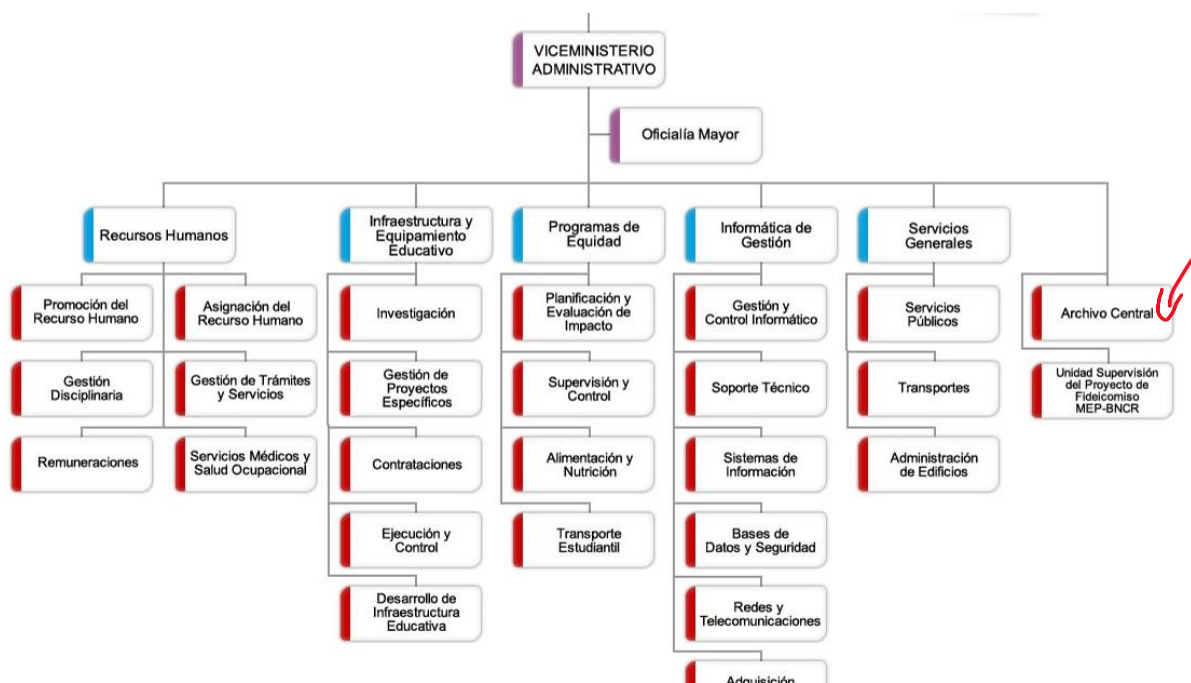 VICEMINISTERIO
ADMINISTRATIVO
Oficialía Mayor
Recursos Humanos
Promoción del
Recurso Humano
Asignación del
Recurso Humano
Gestión
Disciplinaria
Gestión de Trámites
y Servicios
Remuneraciones
Servicios Médicos y
Salud Ocupacional
Infraestructura y
Equipamiento
Educativo
Investigación
Gestión de
Proyectos
Específicos
Contrataciones
Ejecución y
Control
Desarrollo de
Infraestructura
Educativa
Programas de
Equidad
Planificación y
Evaluación de
Impacto
Supervisión y
Control
Alimentación y
Nutrición
Transporte
Estudiantil
Informática de
Gestión
Gestión y
Control Informático
Soporte Técnico
Sistemas de
Información
Bases de
Datos y Seguridad
Redes y
Telecomunicaciones
Adquisición
Servicios
Generales
Servicios
Públicos
Transportes
Administración
de Edificios
Archivo Central
Unidad Supervisión
del Proyecto de
Fideicomiso
MEP-BNCR